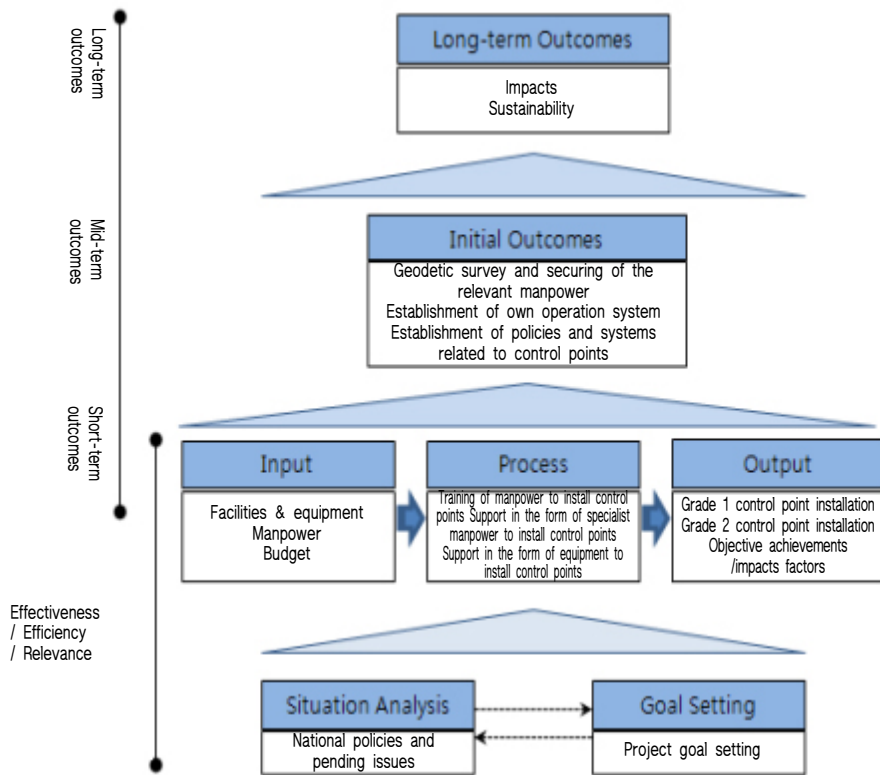 Long-term
outcomes
Long-term Outcomes
Impacts
Sustainability
Mid-term
outcomes
Initial Outcomes
Geodetic survey and securing of the
relevant manpower
Establishment of own operation system
Establishment of policies and systems
related to control points
Short-term
outcomes
Input
Facilities & equipment
Manpower
Budget
Process
Training of manpower to install control
points Support in the form of specialist
manpower to install control points
Support in the form of equipment to
install control points
Output
Grade 1 control point installation
Grade 2 control point installation
Objective achievements
/impacts factors
Effectiveness
/ Efficiency
/ Relevance
Situation Analysis
National policies and
pending issues
Goal Setting
Project goal setting